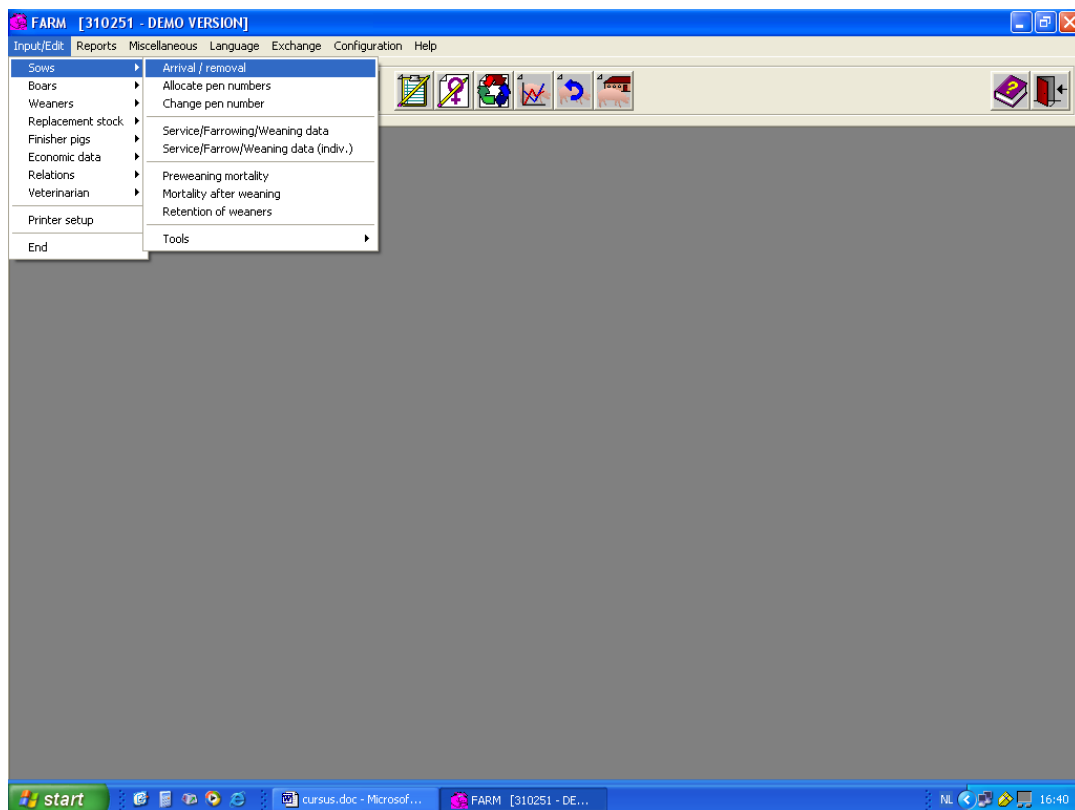 FARM [310251 - DEMO VERSION]
Input/Edit Reports Miscellaneous Language Exchange Configuration Help
Sows
Boars
Weaners
Replacement stock
Finisher pigs
Economic data
Relations
Veterinarian
Printer setup
End
Arrival / removal
Allocate pen numbers
Change pen number
Service/Farrowing/Weaning data
Service/Farrow/Weaning data (indiv.)
Preweaning mortality
Mortality after weaning
Retention of weaners
Tools
4
4
4
?
start
cursus.doc - Microsof...
FARM [310251 - DE...
NL
16:40